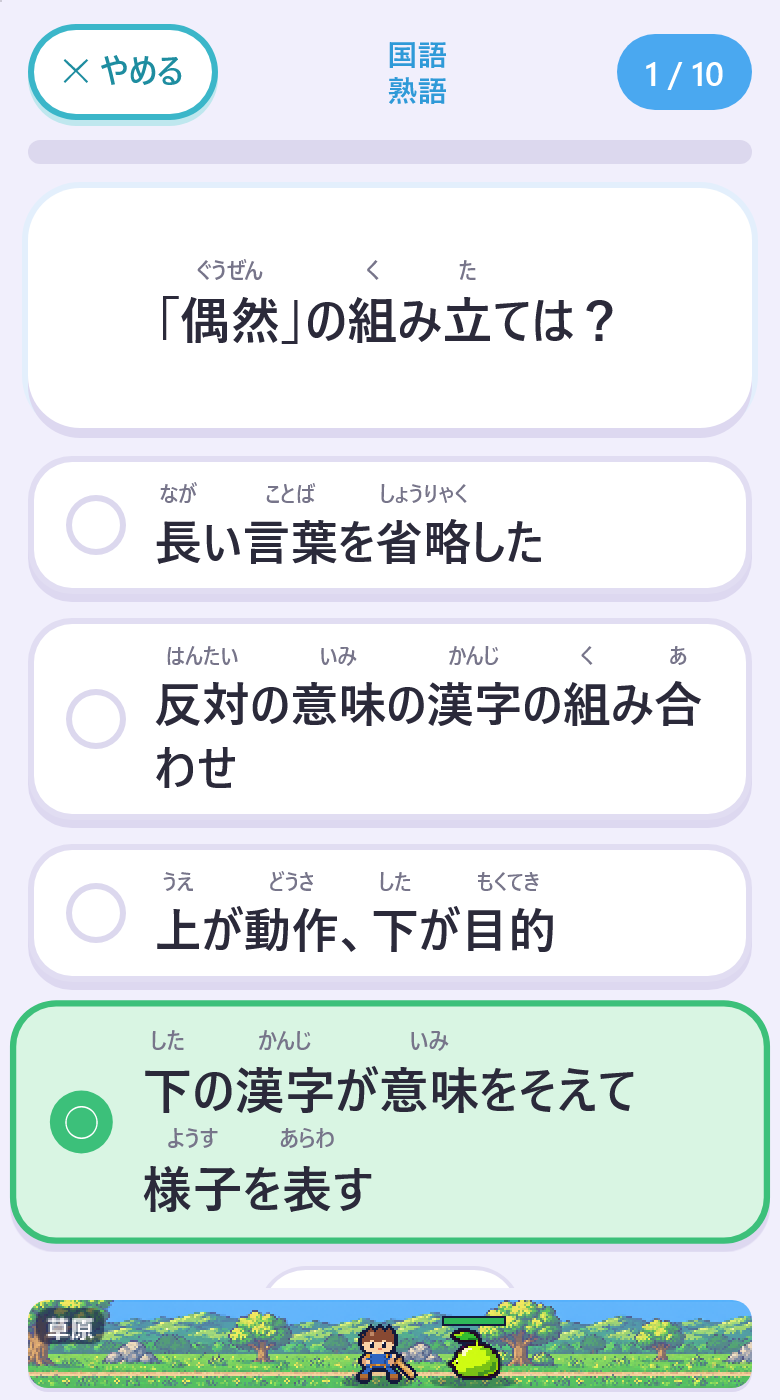 × やめる
国語
熟語
1 / 10
ぐうぜん く た
「偶然」の組み立ては？
なが ことば しょうりゃく
長い言葉を省略した
はんたい いみ かんじ く あ
反対の意味の漢字の組み合
わせ
うえ どうさ した もくてき
上が動作、下が目的
した かんじ いみ
下の漢字が意味をそえて
ようす あらわ
様子を表す
草原